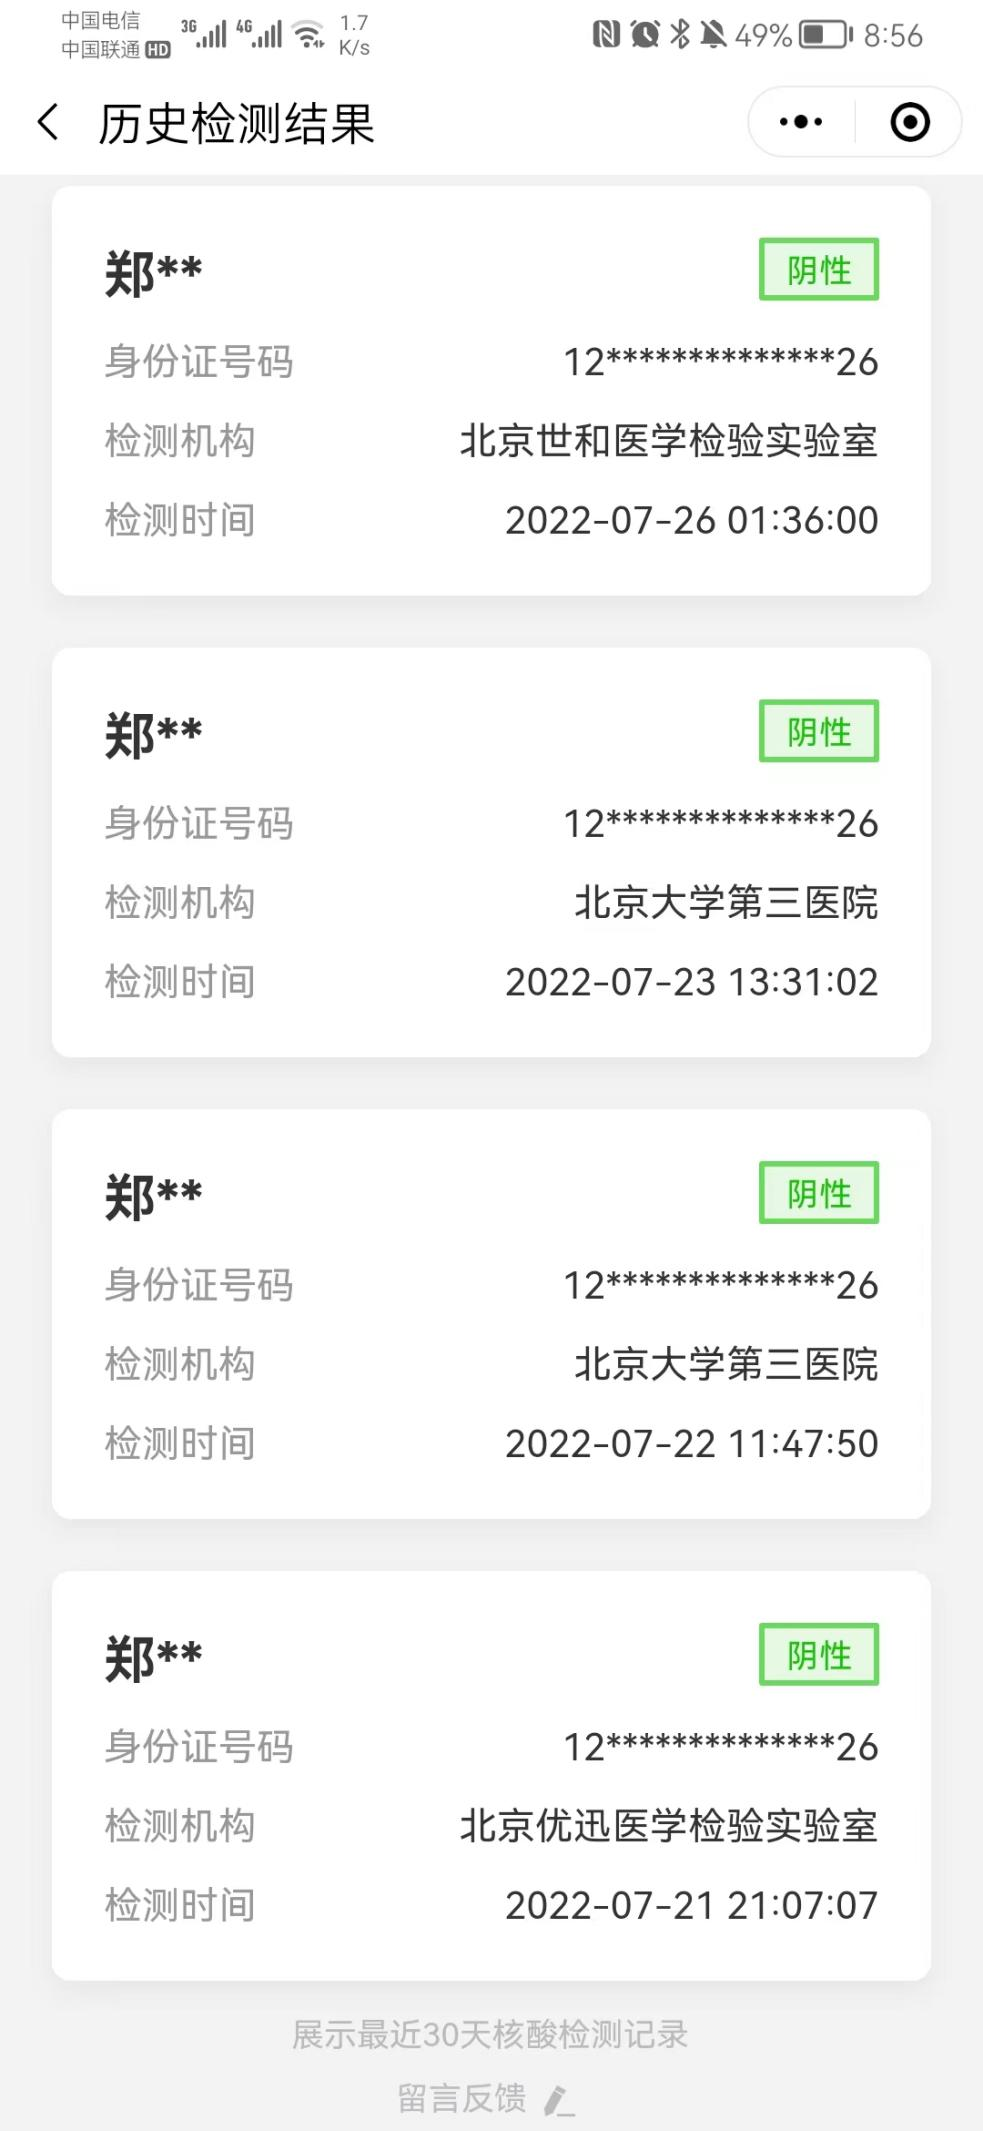 中国电信
中国联通 HD
3G 4G 1.7 K/s
49% 8:56
历史检测结果
郑** 阴性
身份证号码 12**************26
检测机构 北京世和医学检验实验室
检测时间 2022-07-26 01:36:00
郑** 阴性
身份证号码 12**************26
检测机构 北京大学第三医院
检测时间 2022-07-23 13:31:02
郑** 阴性
身份证号码 12**************26
检测机构 北京大学第三医院
检测时间 2022-07-22 11:47:50
郑** 阴性
身份证号码 12**************26
检测机构 北京优迅医学检验实验室
检测时间 2022-07-21 21:07:07
展示最近30天核酸检测记录
留言反馈